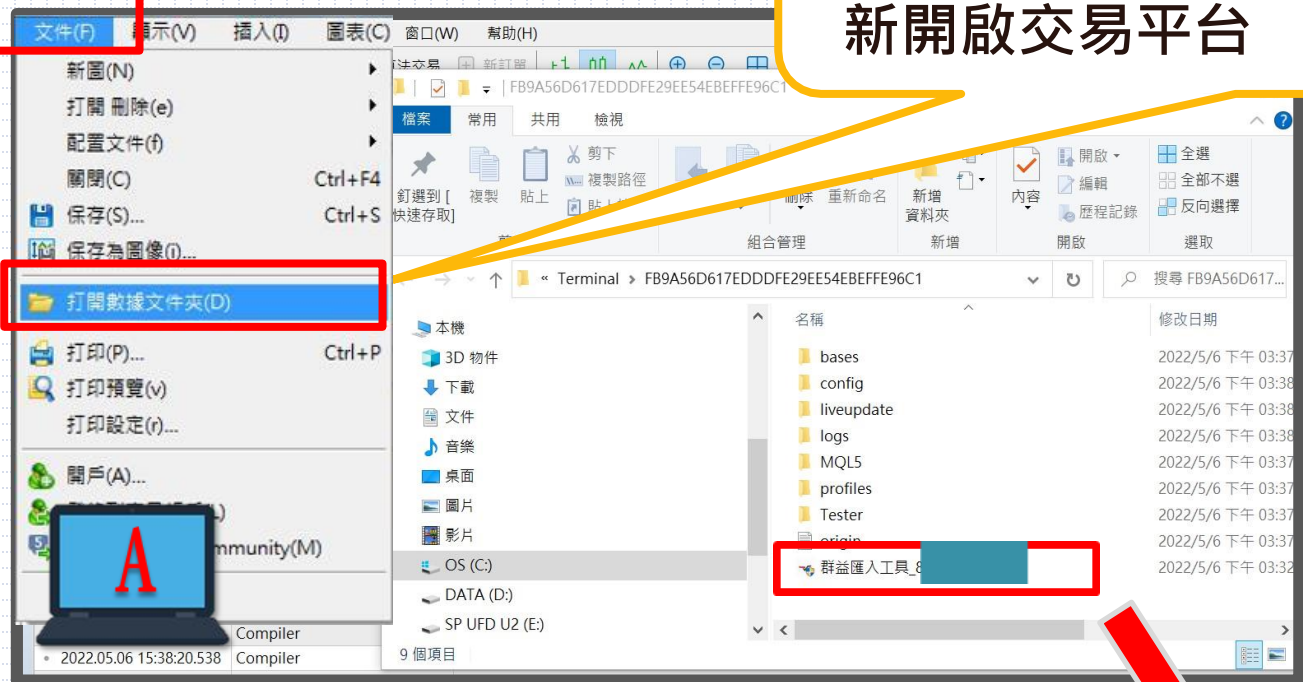 新開啟交易平台
文件(F) 顯示(V) 插入(I) 圖表(C) 窗口(W) 幫助(H)
新圖(N)
打開 刪除(e)
配置文件(f)
關閉(C) Ctrl+F4
保存(S)... Ctrl+S
保存為圖像(i)...
打開數據文件夾(D)
打印(P)... Ctrl+P
打印預覽(v)
打印設定(r)...
開戶(A)...
mmunity(M)
A
Compiler
2022.05.06 15:38:20.538 Compiler
交易 新訂單
FB9A56D617EDDDFE29EE54EBEFFE96C1
檔案 常用 共用 檢視
釘選到 [
快速存取]
複製
貼上
剪下
複製路徑
刪除
重新命名
新增
資料夾
內容
開啟
編輯
歷程記錄
全選
全部不選
反向選擇
組合管理 新增 開啟 選取
« Terminal > FB9A56D617EDDDFE29EE54EBEFFE96C1
搜尋 FB9A56D617...
本機
3D 物件
下載
文件
音樂
桌面
圖片
影片
OS (C:)
DATA (D:)
SP UFD U2 (E:)
名稱 修改日期
bases 2022/5/6 下午 03:37
config 2022/5/6 下午 03:38
liveupdate 2022/5/6 下午 03:38
logs 2022/5/6 下午 03:38
MQL5 2022/5/6 下午 03:37
profiles 2022/5/6 下午 03:37
Tester 2022/5/6 下午 03:37
origin 2022/5/6 下午 03:37
群益匯入工具_8 2022/5/6 下午 03:32
9 個項目